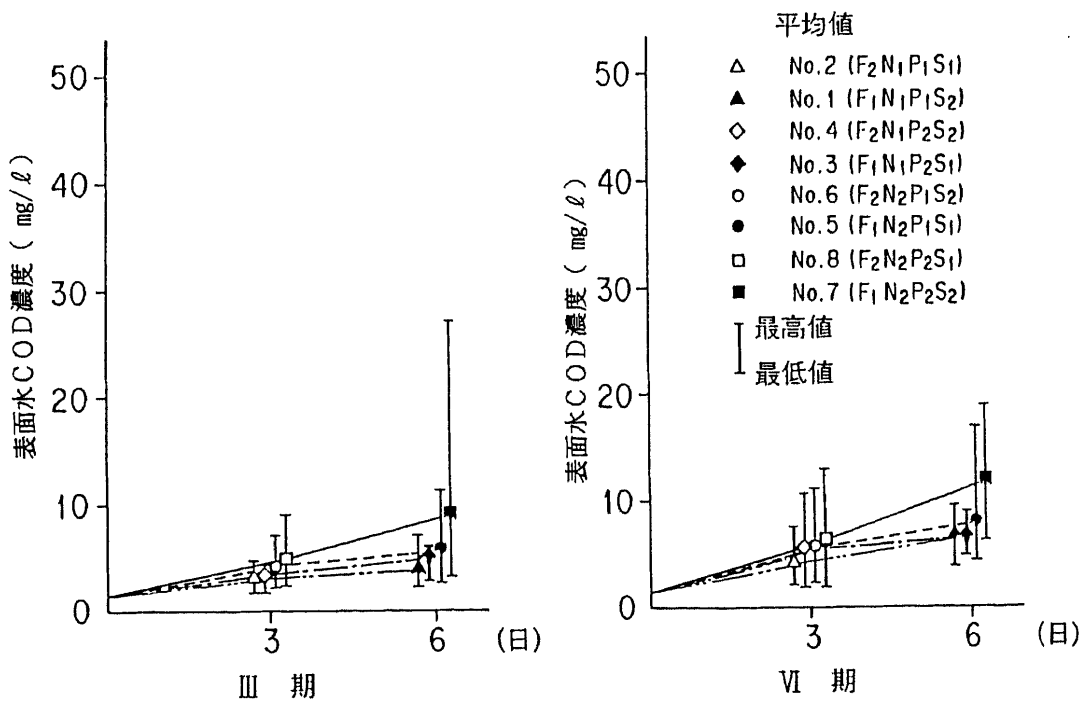 50
40
30
20
10
0
3
6
(日)
表面水COD濃度 ( mg/ℓ)
III 期
平均値
No.2 (F₂N₁P₁S₁)
No.1 (F₁N₁P₁S₂)
No.4 (F₂N₁P₂S₂)
No.3 (F₁N₁P₂S₁)
No.6 (F₂N₂P₁S₂)
No.5 (F₁N₂P₁S₁)
No.8 (F₂N₂P₂S₁)
No.7 (F₁N₂P₂S₂)
最高値
最低値
50
40
30
20
10
0
3
6
(日)
表面水COD濃度 ( mg/ℓ)
VI 期